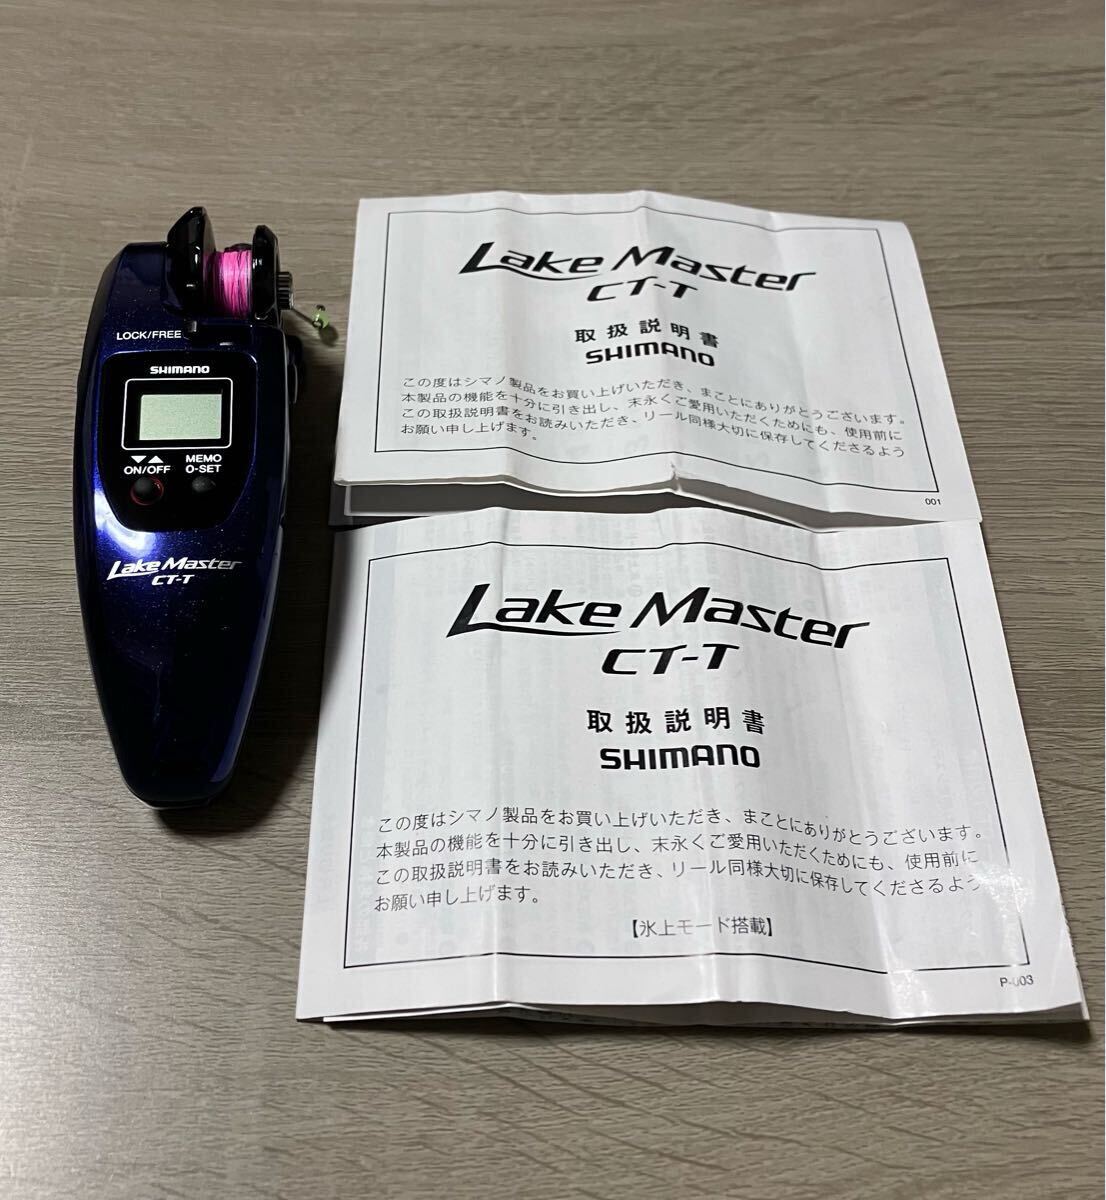 LOCK/FREE
SHIMANO
▼▲ MEMO
ON/OFF 0-SET
Lake Master
CT-T
Lake Master
CT-T
取扱説明書
SHIMANO
この度はシマノ製品をお買い上げいただき、まことにありがとうございます。
本製品の機能を十分に引き出し、末永くご愛用いただくためにも、使用前に
この取扱説明書をお読みいただき、リール同様大切に保存してくださるよう
お願い申し上げます。
001
Lake Master
CT-T
取扱説明書
SHIMANO
この度はシマノ製品をお買い上げいただき、まことにありがとうございます。
本製品の機能を十分に引き出し、末永くご愛用いただくためにも、使用前に
この取扱説明書をお読みいただき、リール同様大切に保存してくださるよう
お願い申し上げます。
【氷上モード搭載】
P-003